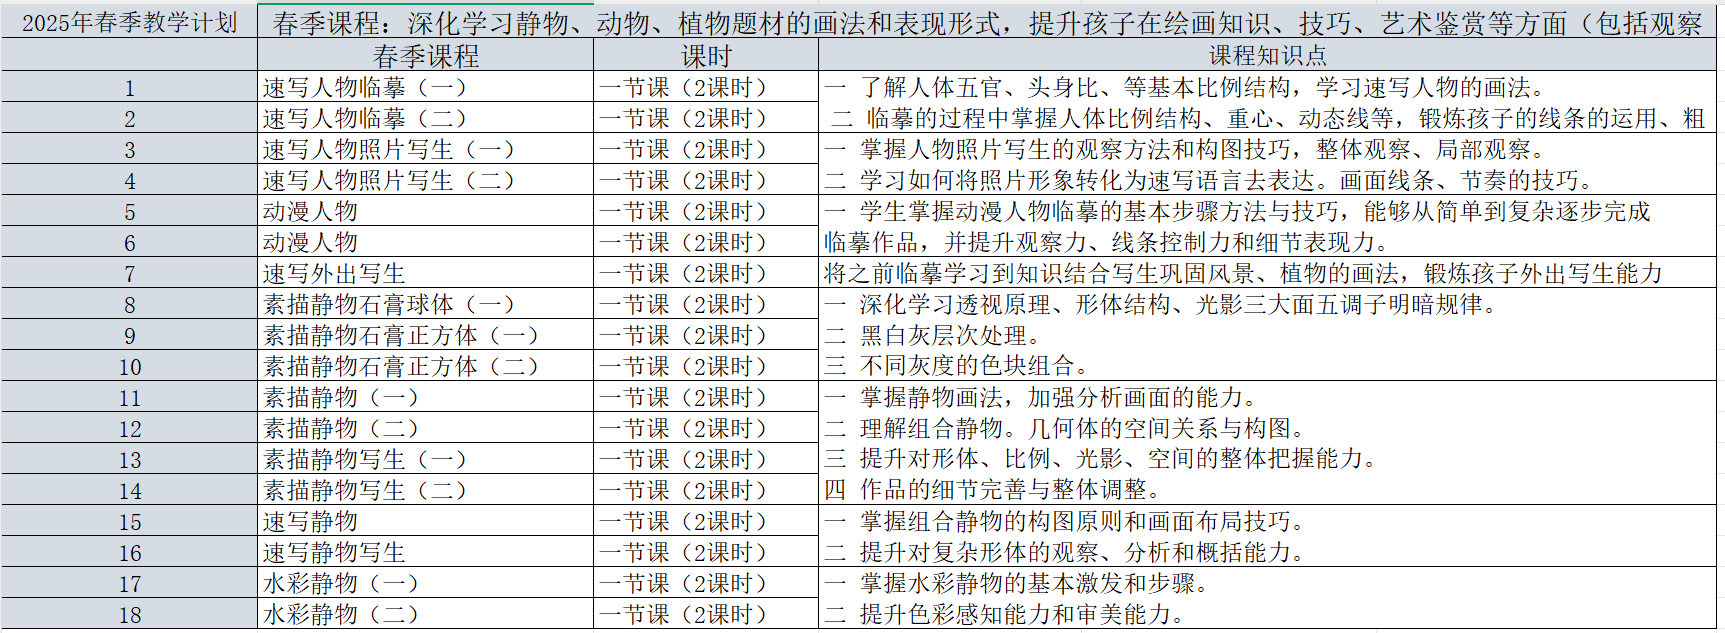 2025年春季教学计划 春季课程：深化学习静物、动物、植物题材的画法和表现形式，提升孩子在绘画知识、技巧、艺术鉴赏等方面（包括观察
春季课程 课时 课程知识点
1 速写人物临摹（一） 一节课（2课时） 一 了解人体五官、头身比、等基本比例结构，学习速写人物的画法。
2 速写人物临摹（二） 一节课（2课时） 二 临摹的过程中掌握人体比例结构、重心、动态线等，锻炼孩子的线条的运用、粗
3 速写人物照片写生（一） 一节课（2课时） 一 掌握人物照片写生的观察方法和构图技巧，整体观察、局部观察。
4 速写人物照片写生（二） 一节课（2课时） 二 学习如何将照片形象转化为速写语言去表达。画面线条、节奏的技巧。
5 动漫人物 一节课（2课时） 一 学生掌握动漫人物临摹的基本步骤方法与技巧，能够从简单到复杂逐步完成
6 动漫人物 一节课（2课时） 临摹作品，并提升观察力、线条控制力和细节表现力。
7 速写外出写生 一节课（2课时） 将之前临摹学习到知识结合写生巩固风景、植物的画法，锻炼孩子外出写生能力
8 素描静物石膏球体（一） 一节课（2课时） 一 深化学习透视原理、形体结构、光影三大面五调子明暗规律。
9 素描静物石膏正方体（一） 一节课（2课时） 二 黑白灰层次处理。
10 素描静物石膏正方体（二） 一节课（2课时） 三 不同灰度的色块组合。
11 素描静物（一） 一节课（2课时） 一 掌握静物画法，加强分析画面的能力。
12 素描静物（二） 一节课（2课时） 二 理解组合静物。几何体的空间关系与构图。
13 素描静物写生（一） 一节课（2课时） 三 提升对形体、比例、光影、空间的整体把握能力。
14 素描静物写生（二） 一节课（2课时） 四 作品的细节完善与整体调整。
15 速写静物 一节课（2课时） 一 掌握组合静物的构图原则和画面布局技巧。
16 速写静物写生 一节课（2课时） 二 提升对复杂形体的观察、分析和概括能力。
17 水彩静物（一） 一节课（2课时） 一 掌握水彩静物的基本激发和步骤。
18 水彩静物（二） 一节课（2课时） 二 提升色彩感知能力和审美能力。